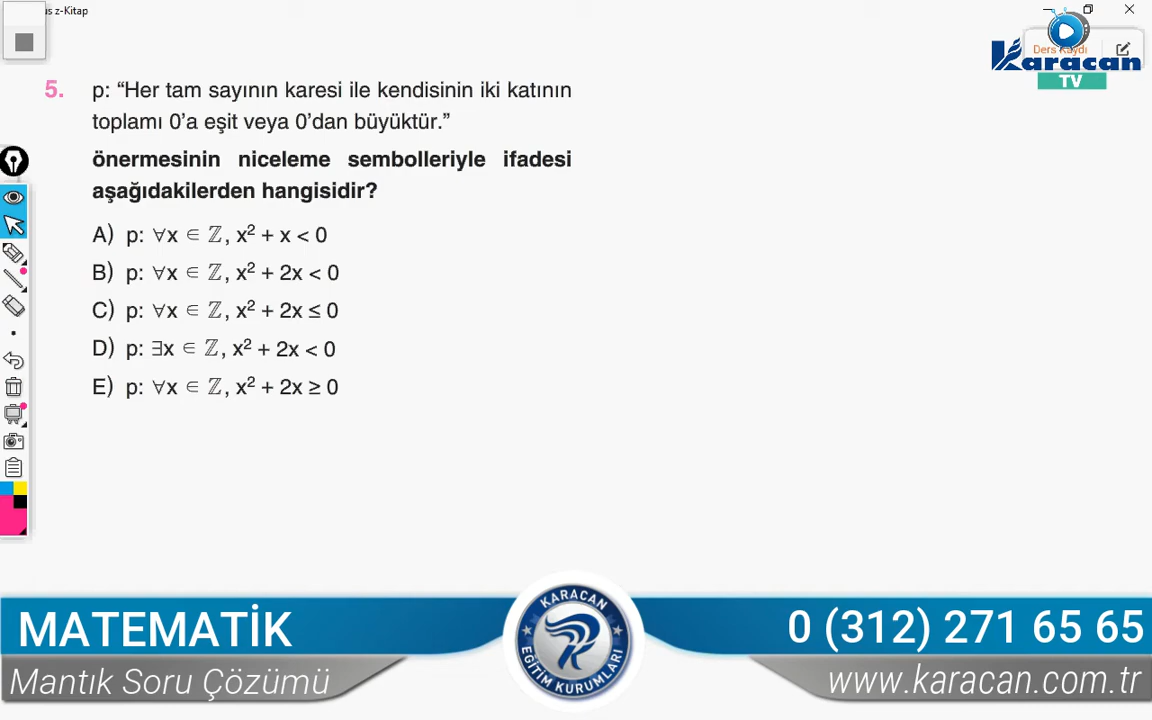 us z-Kitap
Ders Kaydı
Karacan
TV
5. p: “Her tam sayının karesi ile kendisinin iki katının
toplamı 0’a eşit veya 0’dan büyüktür.”
önermesinin niceleme sembolleriyle ifadesi
aşağıdakilerden hangisidir?
A) p: ∀x ∈ ℤ, x² + x < 0
B) p: ∀x ∈ ℤ, x² + 2x < 0
C) p: ∀x ∈ ℤ, x² + 2x ≤ 0
D) p: ∃x ∈ ℤ, x² + 2x < 0
E) p: ∀x ∈ ℤ, x² + 2x ≥ 0
MATEMATİK
Mantık Soru Çözümü
KARACAN
EĞİTİM KURUMLARI
0 (312) 271 65 65
www.karacan.com.tr